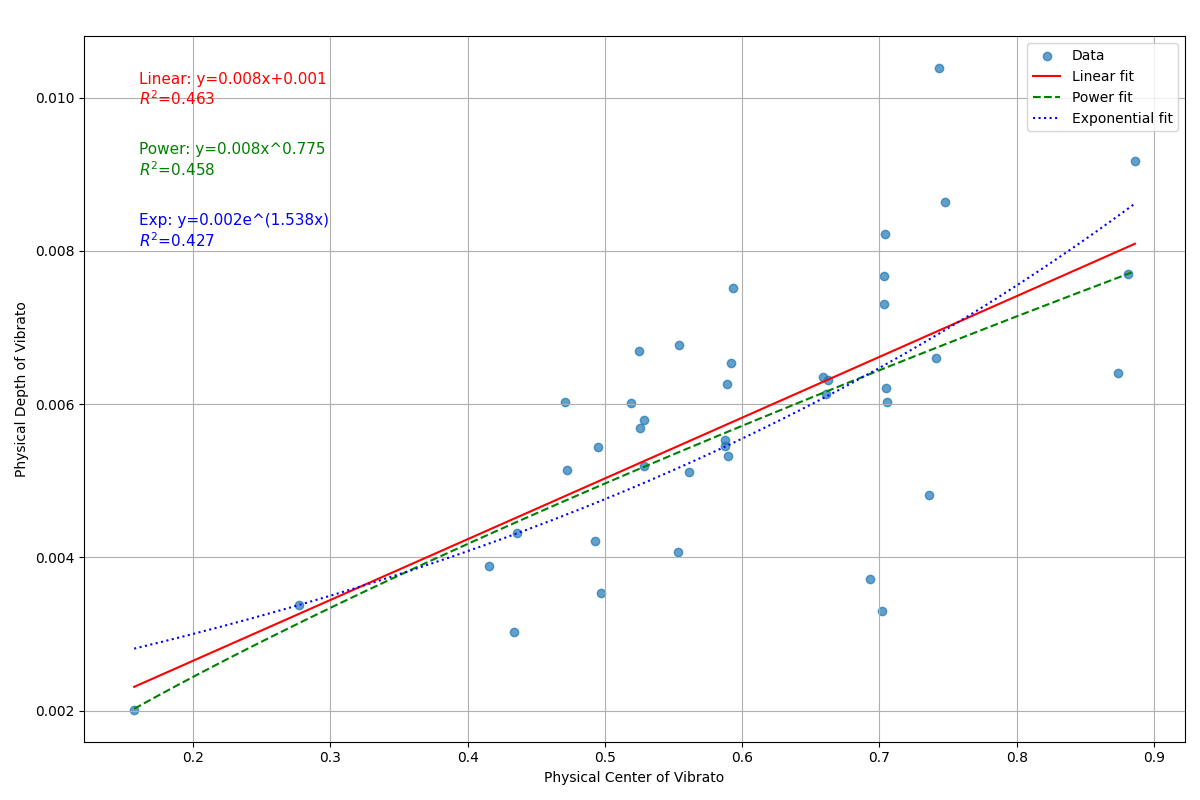 Linear: y=0.008x+0.001
R²=0.463
Power: y=0.008x^0.775
R²=0.458
Exp: y=0.002e^(1.538x)
R²=0.427
Data
Linear fit
Power fit
Exponential fit
0.010
0.008
0.006
0.004
0.002
Physical Depth of Vibrato
0.2 0.3 0.4 0.5 0.6 0.7 0.8 0.9
Physical Center of Vibrato